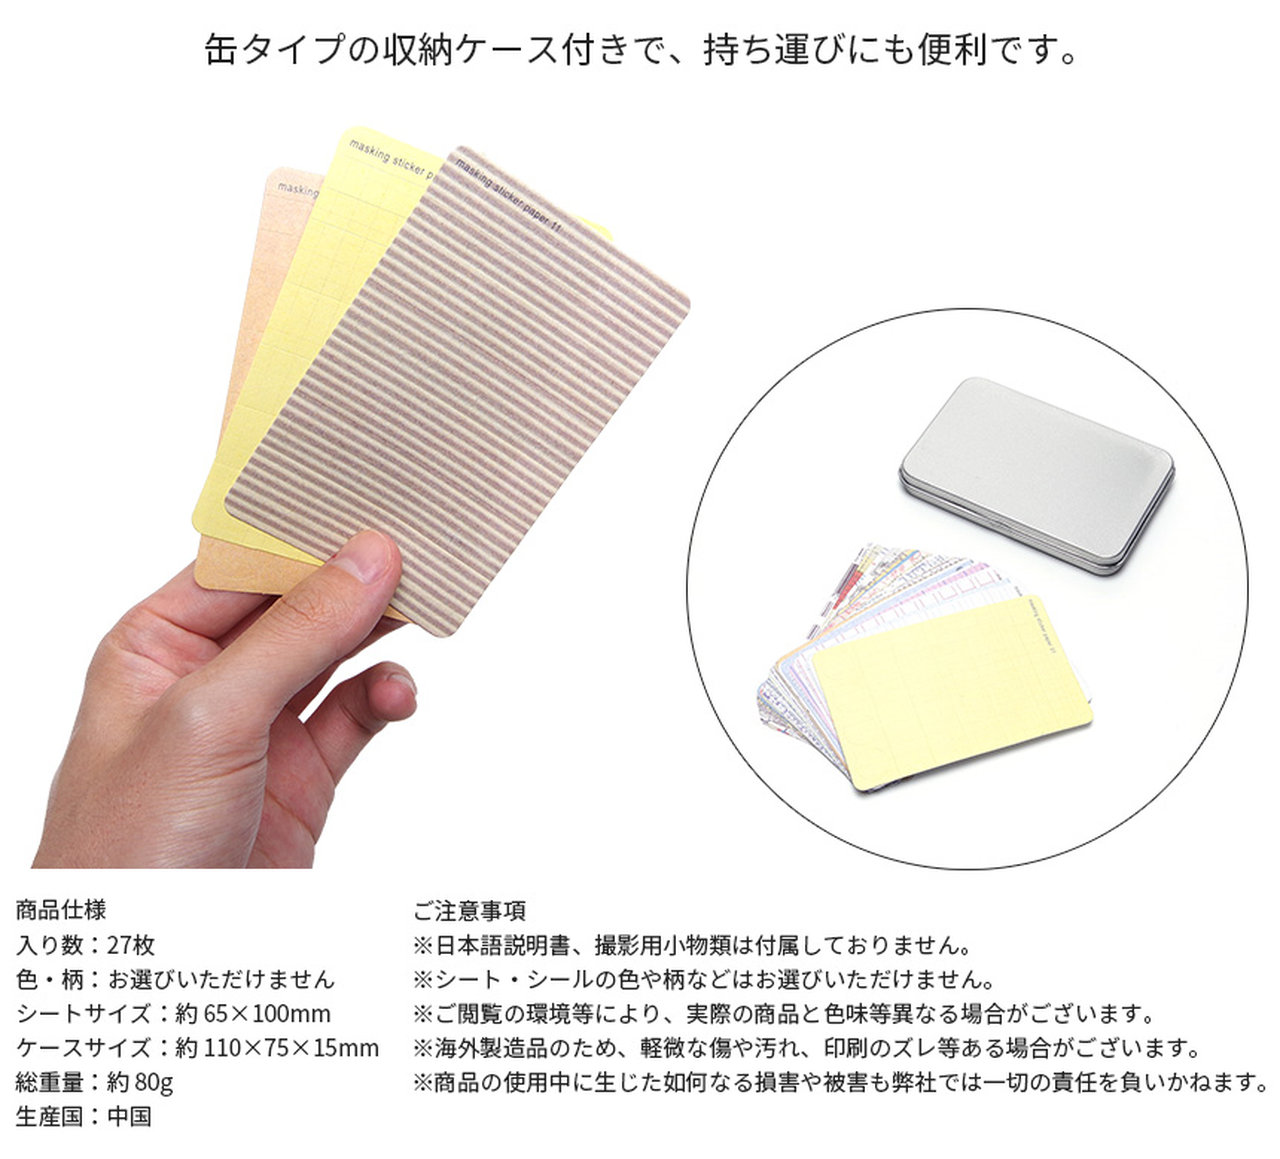 缶タイプの収納ケース付きで、持ち運びにも便利です。
masking
masking sticker
masking sticker paper 11
商品仕様
入り数：27枚
色・柄：お選びいただけません
シートサイズ：約 65×100mm
ケースサイズ：約 110×75×15mm
総重量：約 80g
生産国：中国
ご注意事項
※日本語説明書、撮影用小物類は付属しておりません。
※シート・シールの色や柄などはお選びいただけません。
※ご閲覧の環境等により、実際の商品と色味等異なる場合がございます。
※海外製造品のため、軽微な傷や汚れ、印刷のズレ等ある場合がございます。
※商品の使用中に生じた如何なる損害や被害も弊社では一切の責任を負いかねます。